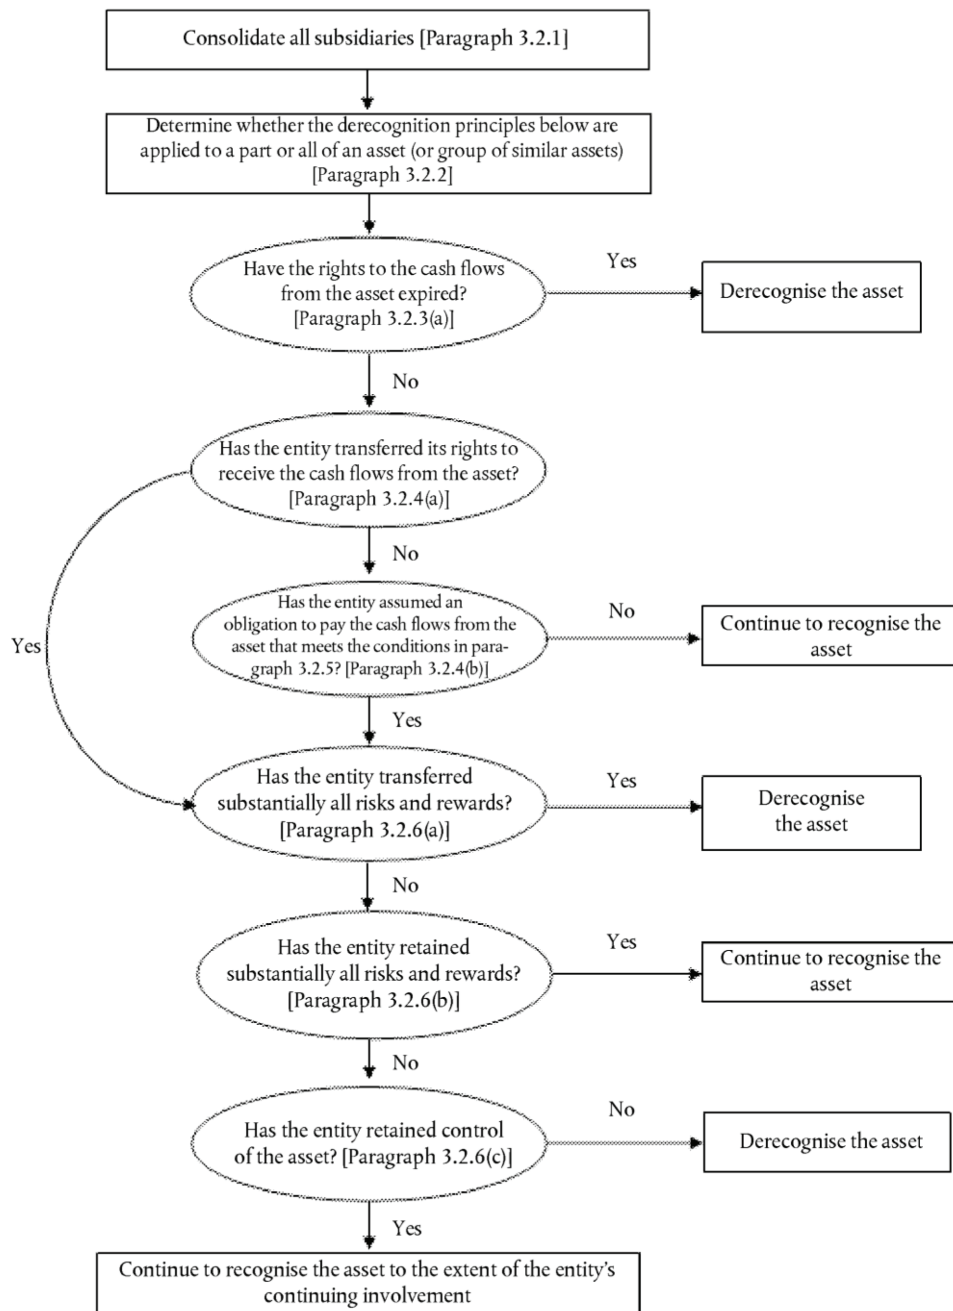 Consolidate all subsidiaries [Paragraph 3.2.1]
Determine whether the derecognition principles below are
applied to a part or all of an asset (or group of similar assets)
[Paragraph 3.2.2]
Have the rights to the cash flows
from the asset expired?
[Paragraph 3.2.3(a)]
Yes
Derecognise the asset
No
Has the entity transferred its rights to
receive the cash flows from the asset?
[Paragraph 3.2.4(a)]
No
Yes
Has the entity assumed an
obligation to pay the cash flows from the
asset that meets the conditions in para-
graph 3.2.5? [Paragraph 3.2.4(b)]
No
Continue to recognise the
asset
Yes
Has the entity transferred
substantially all risks and rewards?
[Paragraph 3.2.6(a)]
Yes
Derecognise
the asset
No
Has the entity retained
substantially all risks and rewards?
[Paragraph 3.2.6(b)]
Yes
Continue to recognise the
asset
No
Has the entity retained control
of the asset? [Paragraph 3.2.6(c)]
No
Derecognise the asset
Yes
Continue to recognise the asset to the extent of the entity's
continuing involvement